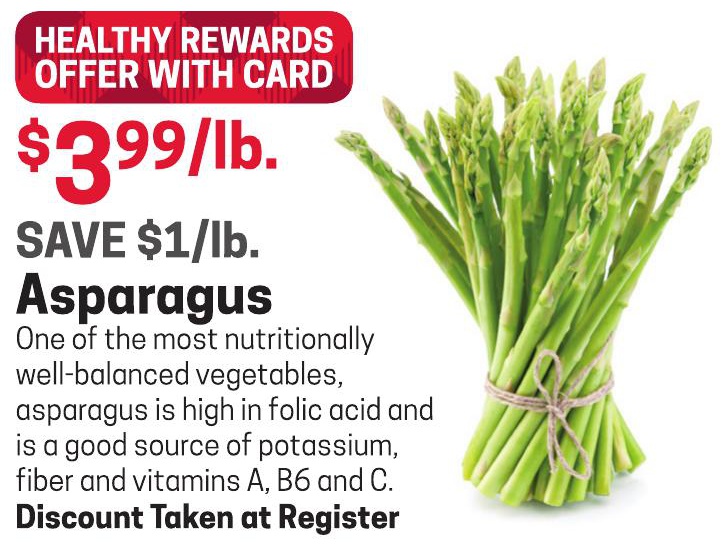 HEALTHY REWARDS
OFFER WITH CARD
$3.99/lb.
SAVE $1/lb.
Asparagus
One of the most nutritionally
well-balanced vegetables,
asparagus is high in folic acid and
is a good source of potassium,
fiber and vitamins A, B6 and C.
Discount Taken at Register